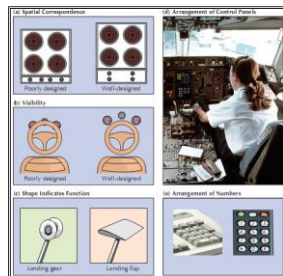 (a) Spatial Correspondence
Poorly designed
Well-designed
(b) Visibility
Poorly designed
Well-designed
(c) Shape Indicates Function
Landing gear
Landing flap
(d) Arrangement of Control Panels
(e) Arrangement of Numbers